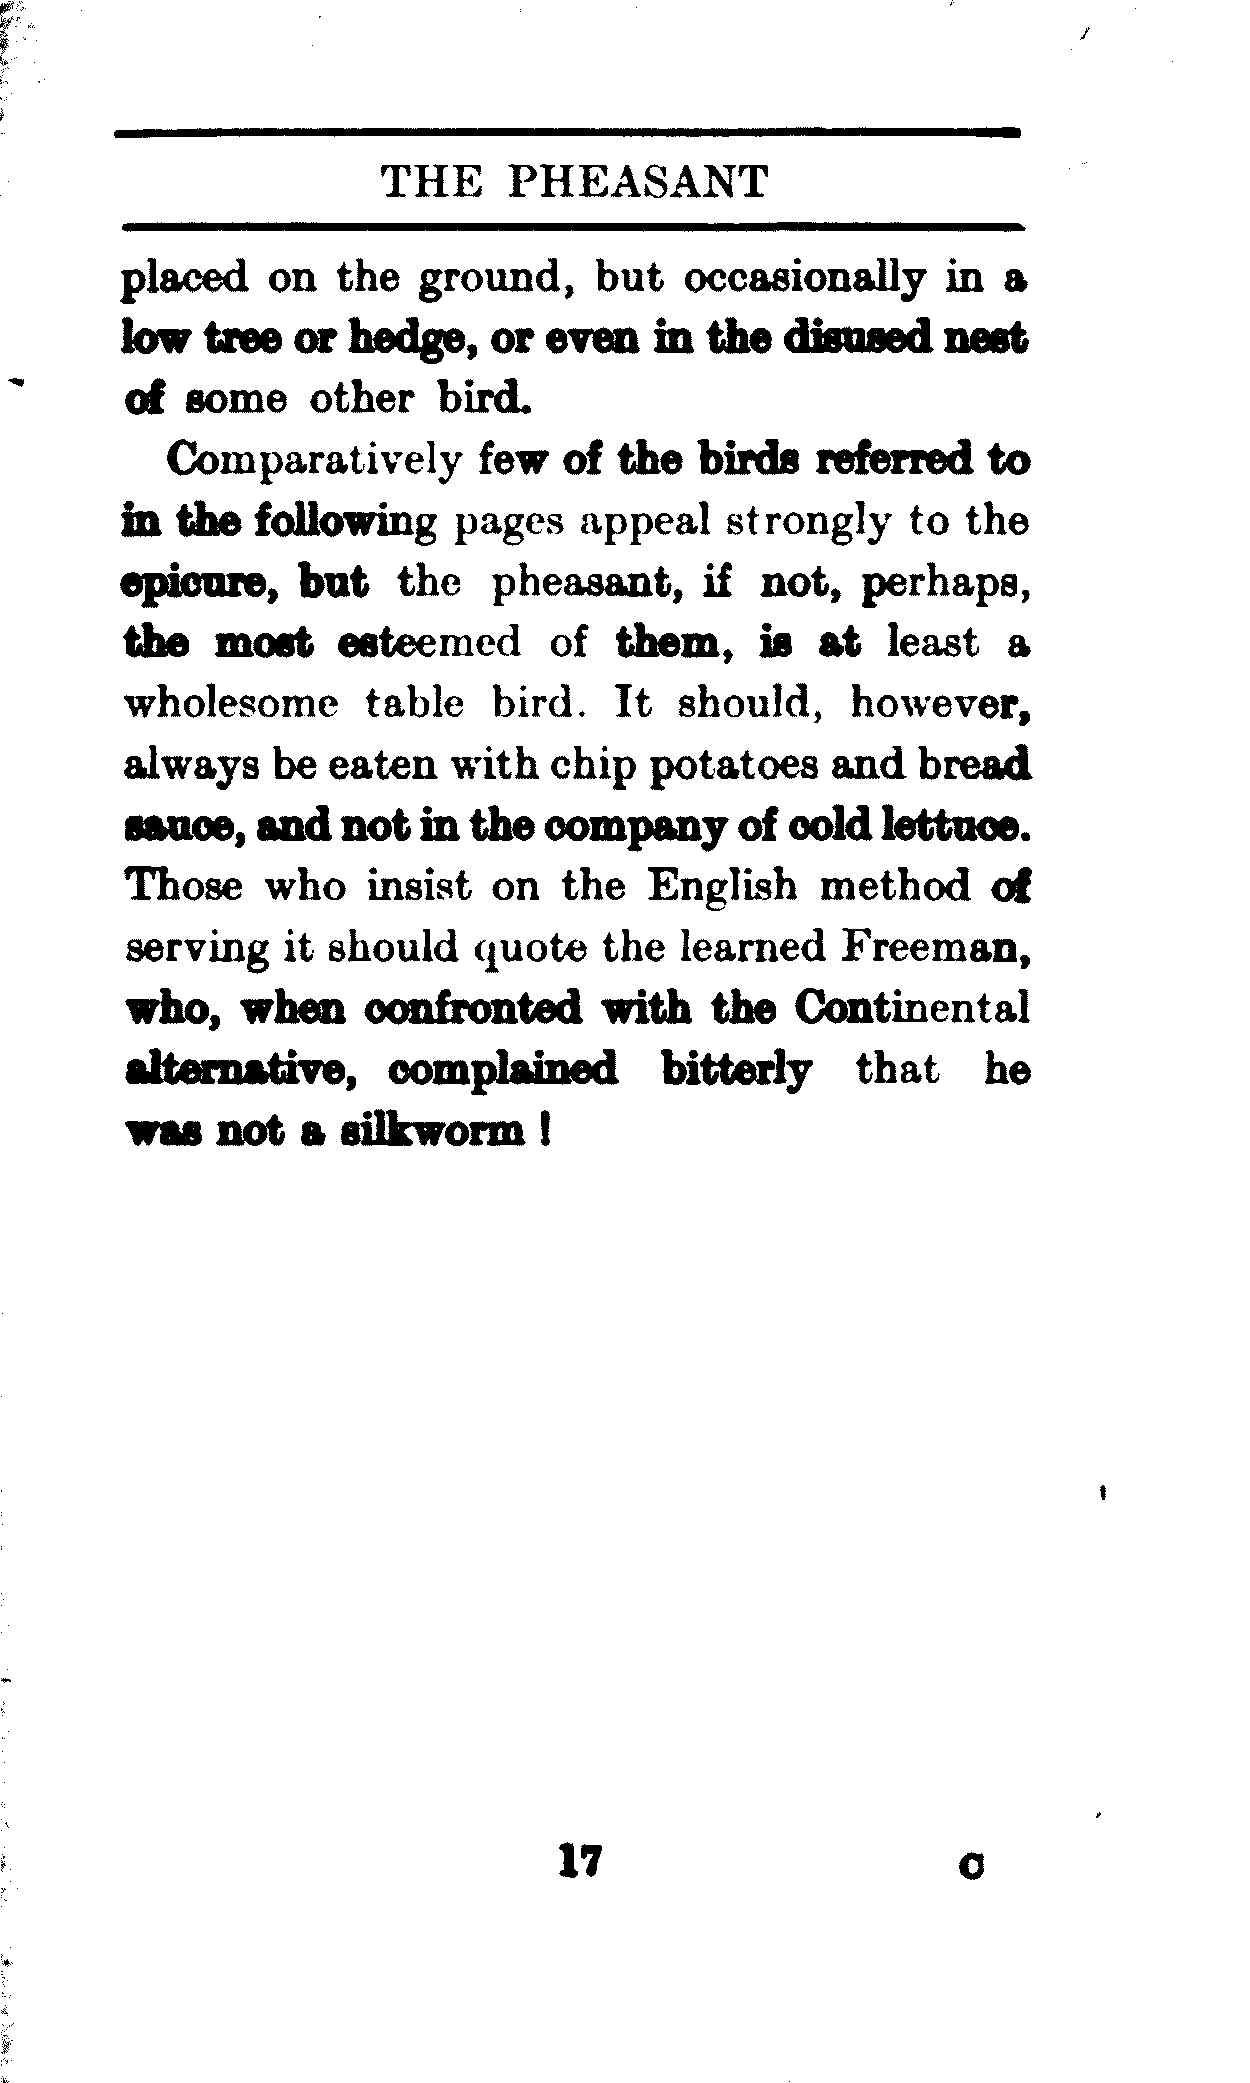 THE PHEASANT
placed on the ground, but occasionally in a
low tree or hedge, or even in the disused nest
of some other bird.
Comparatively few of the birds referred to
in the following pages appeal strongly to the
epicure, but the pheasant, if not, perhaps,
the most esteemed of them, is at least a
wholesome table bird. It should, however,
always be eaten with chip potatoes and bread
sauce, and not in the company of cold lettuce.
Those who insist on the English method of
serving it should quote the learned Freeman,
who, when confronted with the Continental
alternative, complained bitterly that he
was not a silkworm !
17 C